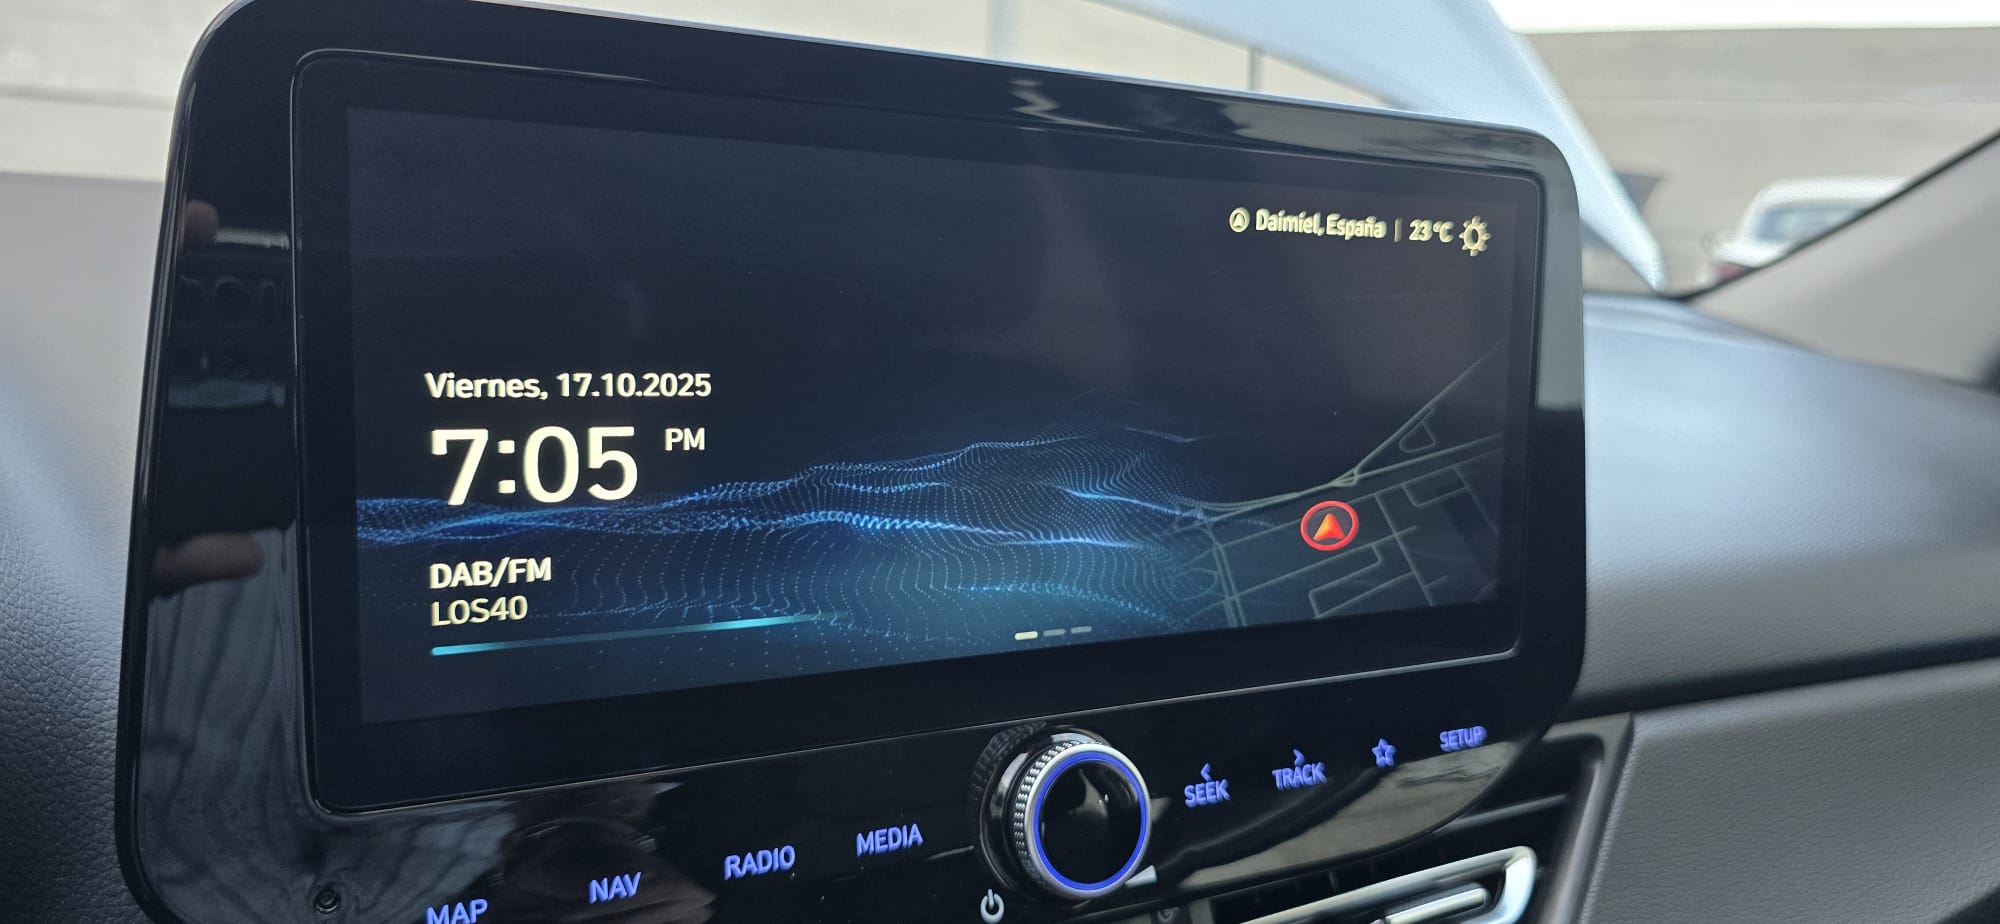 Daimiel, España | 23°C
Viernes, 17.10.2025
7:05 PM
DAB/FM
LOS40
MAP
NAV
RADIO
MEDIA
SEEK
TRACK
SETUP